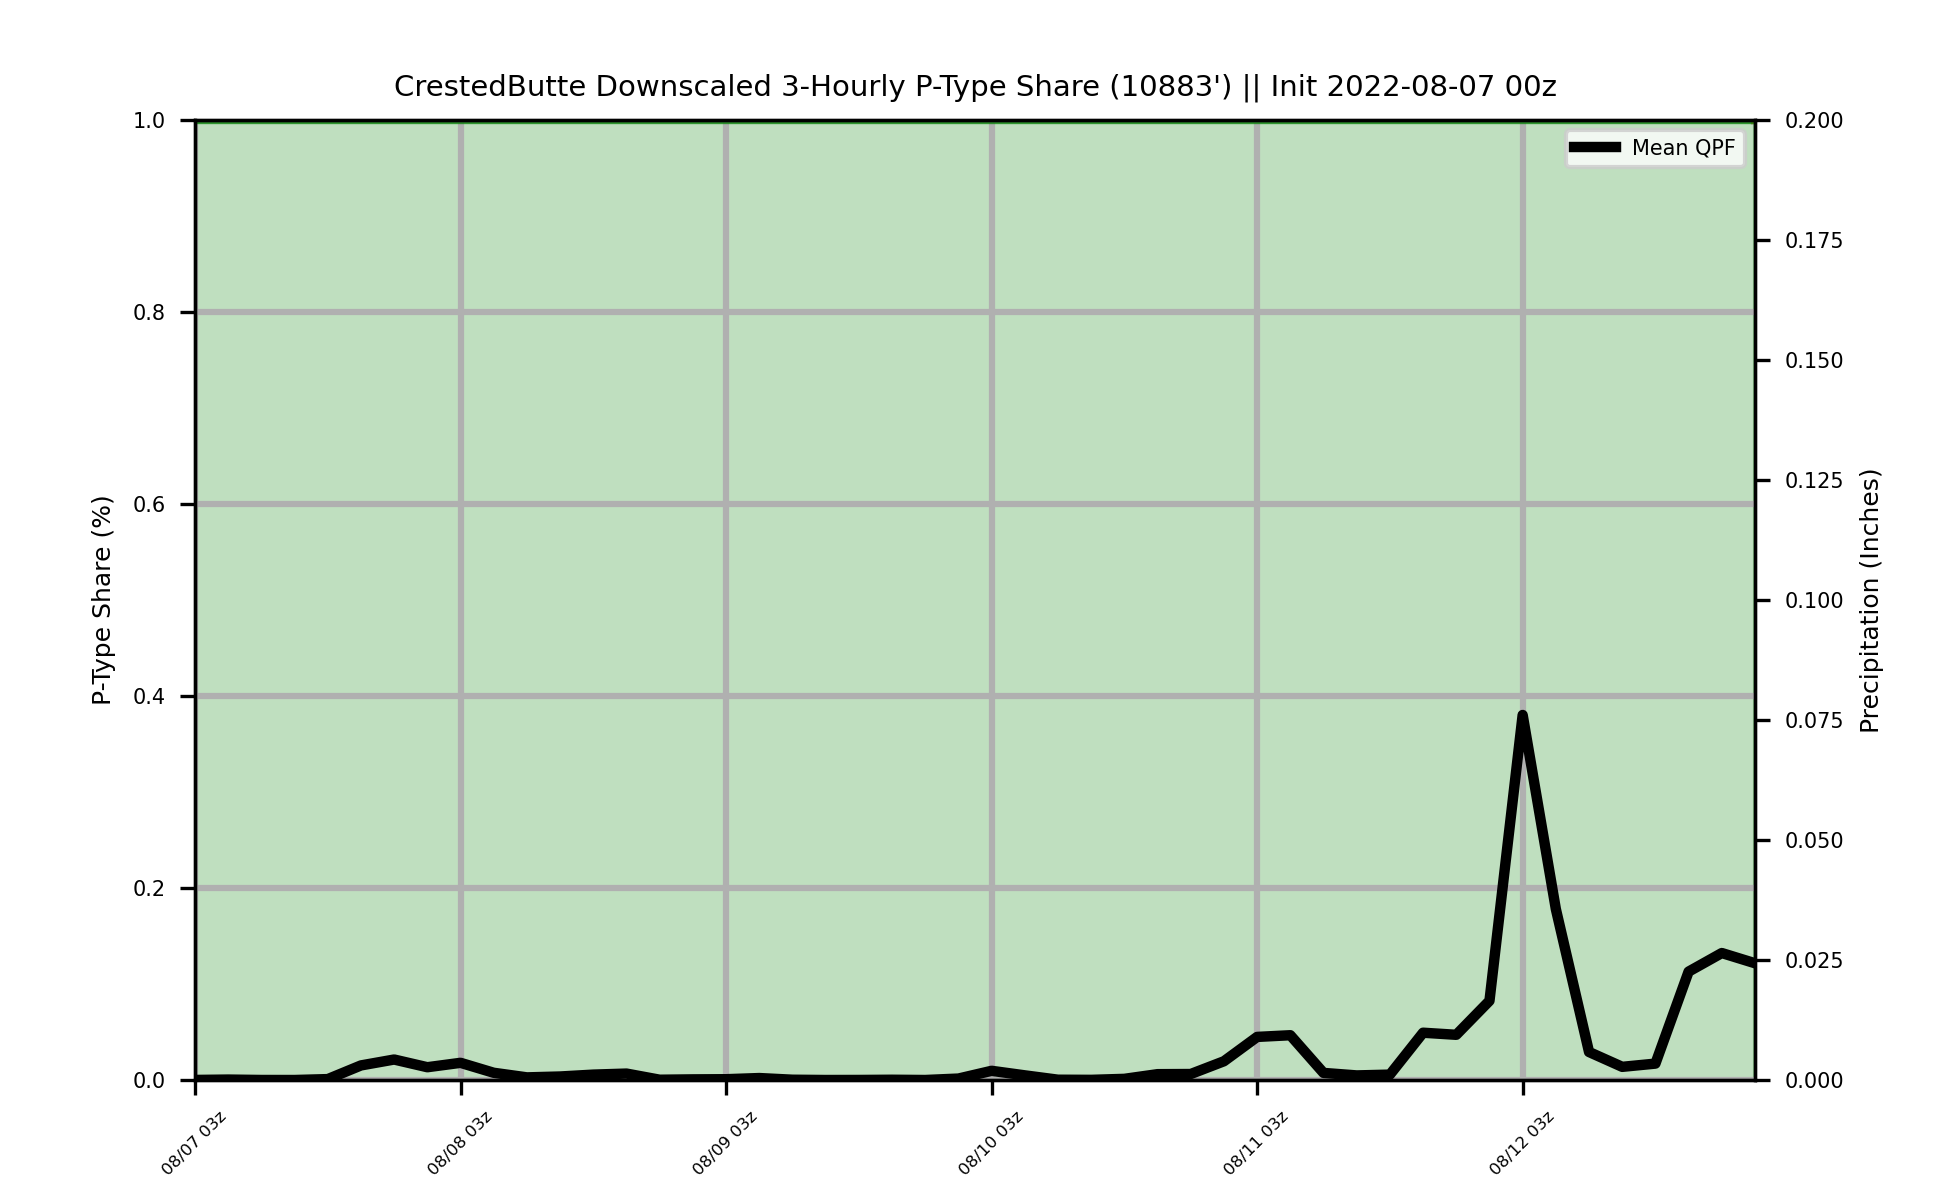 CrestedButte Downscaled 3-Hourly P-Type Share (10883') || Init 2022-08-07 00z
Mean QPF
P-Type Share (%)
1.0
0.8
0.6
0.4
0.2
0.0
0.200
0.175
0.150
0.125
0.100
0.075
0.050
0.025
0.000
Precipitation (Inches)
08/07 03z
08/08 03z
08/09 03z
08/10 03z
08/11 03z
08/12 03z